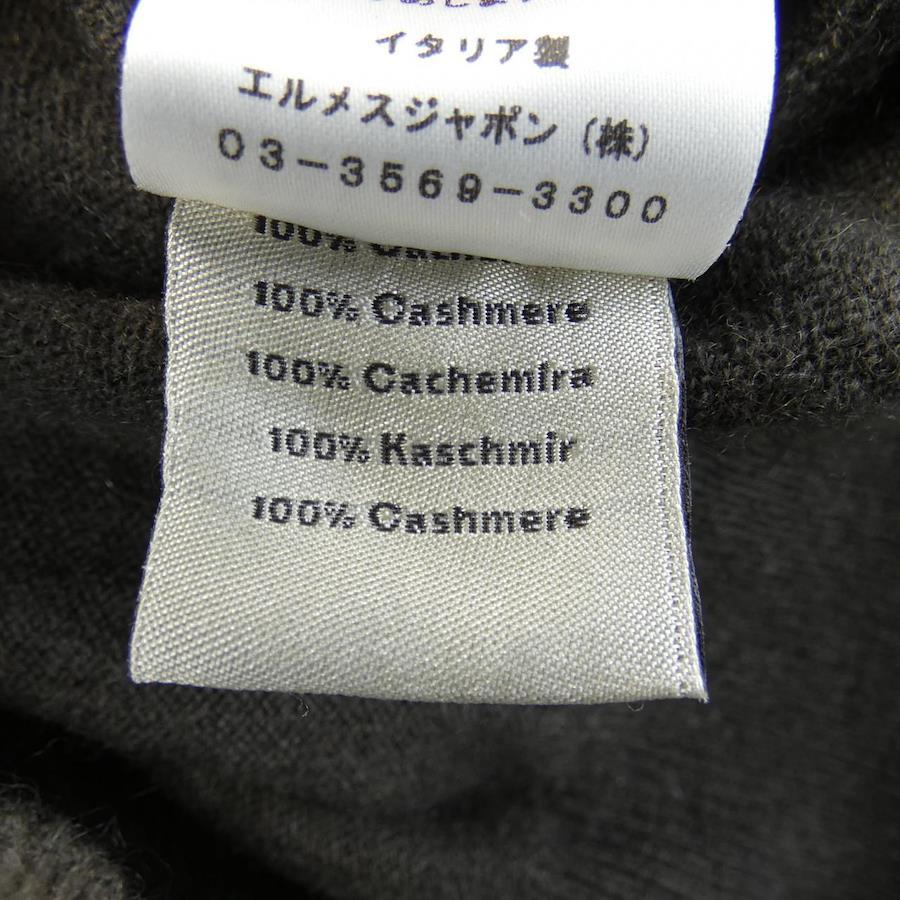 イタリア製
エルメスジャポン（株）
03-3569-3300
100%
100% Cashmere
100% Cachemira
100% Kaschmir
100% Cashmere